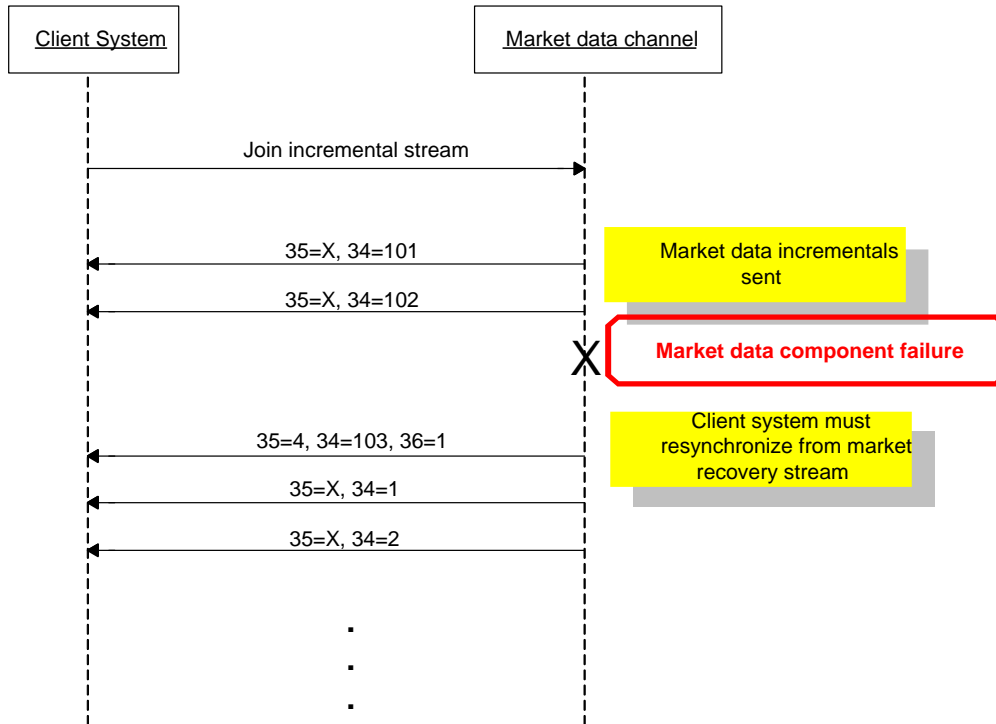 Client System
Market data channel
Join incremental stream
35=X, 34=101
Market data incrementals
sent
35=X, 34=102
X
Market data component failure
Client system must
resynchronize from market
recovery stream
35=4, 34=103, 36=1
35=X, 34=1
35=X, 34=2
.
.
.